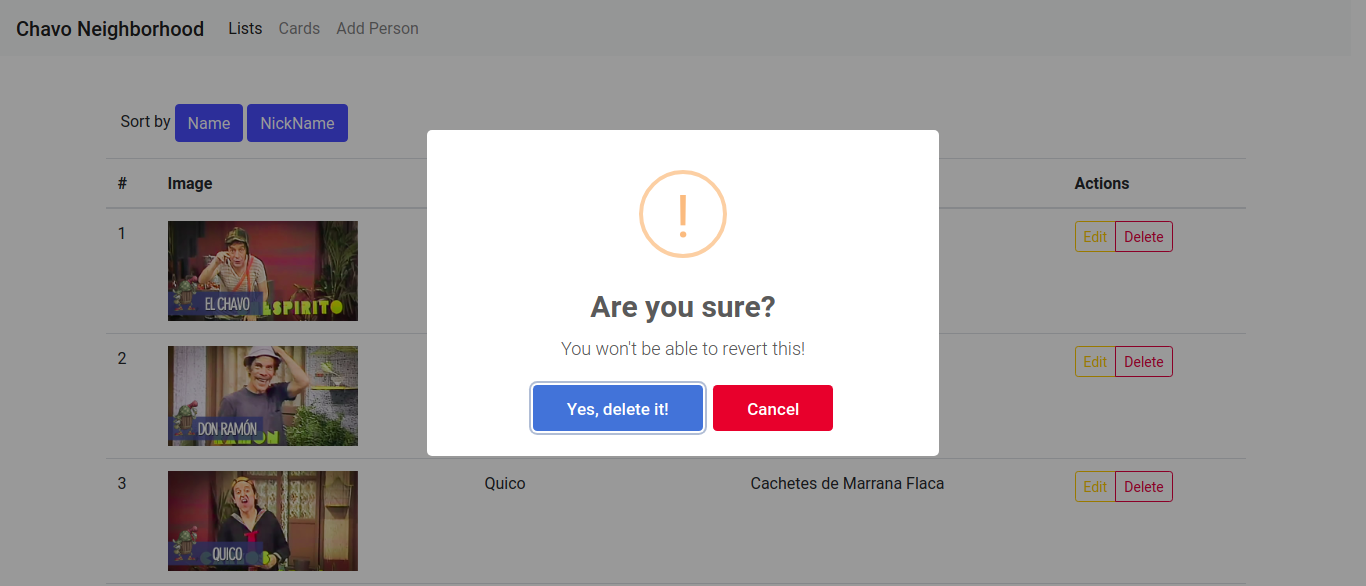 Chavo Neighborhood Lists Cards Add Person
Sort by Name NickName
# Image Actions
1 Edit Delete
EL CHAVO
ESPIRITO
!
Are you sure?
You won't be able to revert this!
Yes, delete it! Cancel
2 Edit Delete
DON RAMÓN
RAMON
3 Quico Cachetes de Marrana Flaca Edit Delete
QUICO